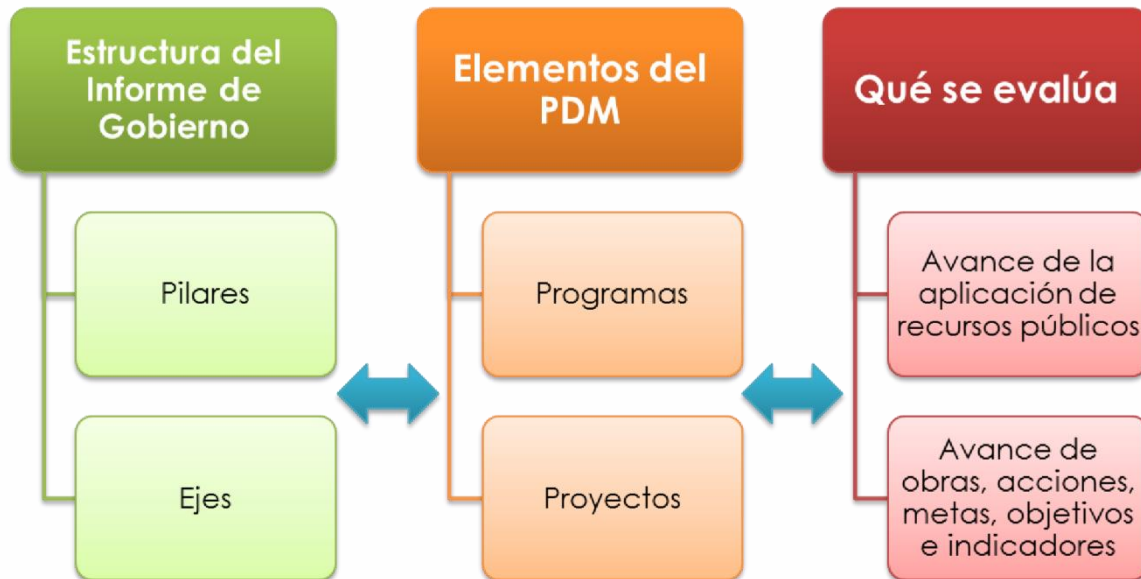 Estructura del
Informe de
Gobierno
Pilares
Ejes
Elementos del
PDM
Programas
Proyectos
Qué se evalúa
Avance de la
aplicación de
recursos públicos
Avance de
obras, acciones,
metas, objetivos
e indicadores